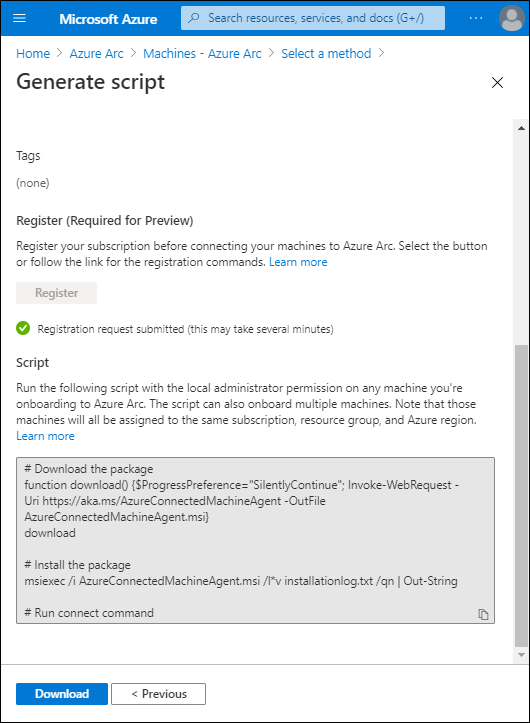 Microsoft Azure
Search resources, services, and docs (G+/)
Home > Azure Arc > Machines - Azure Arc > Select a method >
Generate script
Tags
(none)
Register (Required for Preview)
Register your subscription before connecting your machines to Azure Arc. Select the button
or follow the link for the registration commands. Learn more
Register
Registration request submitted (this may take several minutes)
Script
Run the following script with the local administrator permission on any machine you're
onboarding to Azure Arc. The script can also onboard multiple machines. Note that those
machines will all be assigned to the same subscription, resource group, and Azure region.
Learn more
# Download the package
function download() {$ProgressPreference="SilentlyContinue"; Invoke-WebRequest -
Uri https://aka.ms/AzureConnectedMachineAgent -OutFile
AzureConnectedMachineAgent.msi}
download
# Install the package
msiexec /i AzureConnectedMachineAgent.msi /l*v installationlog.txt /qn | Out-String
# Run connect command
Download
< Previous